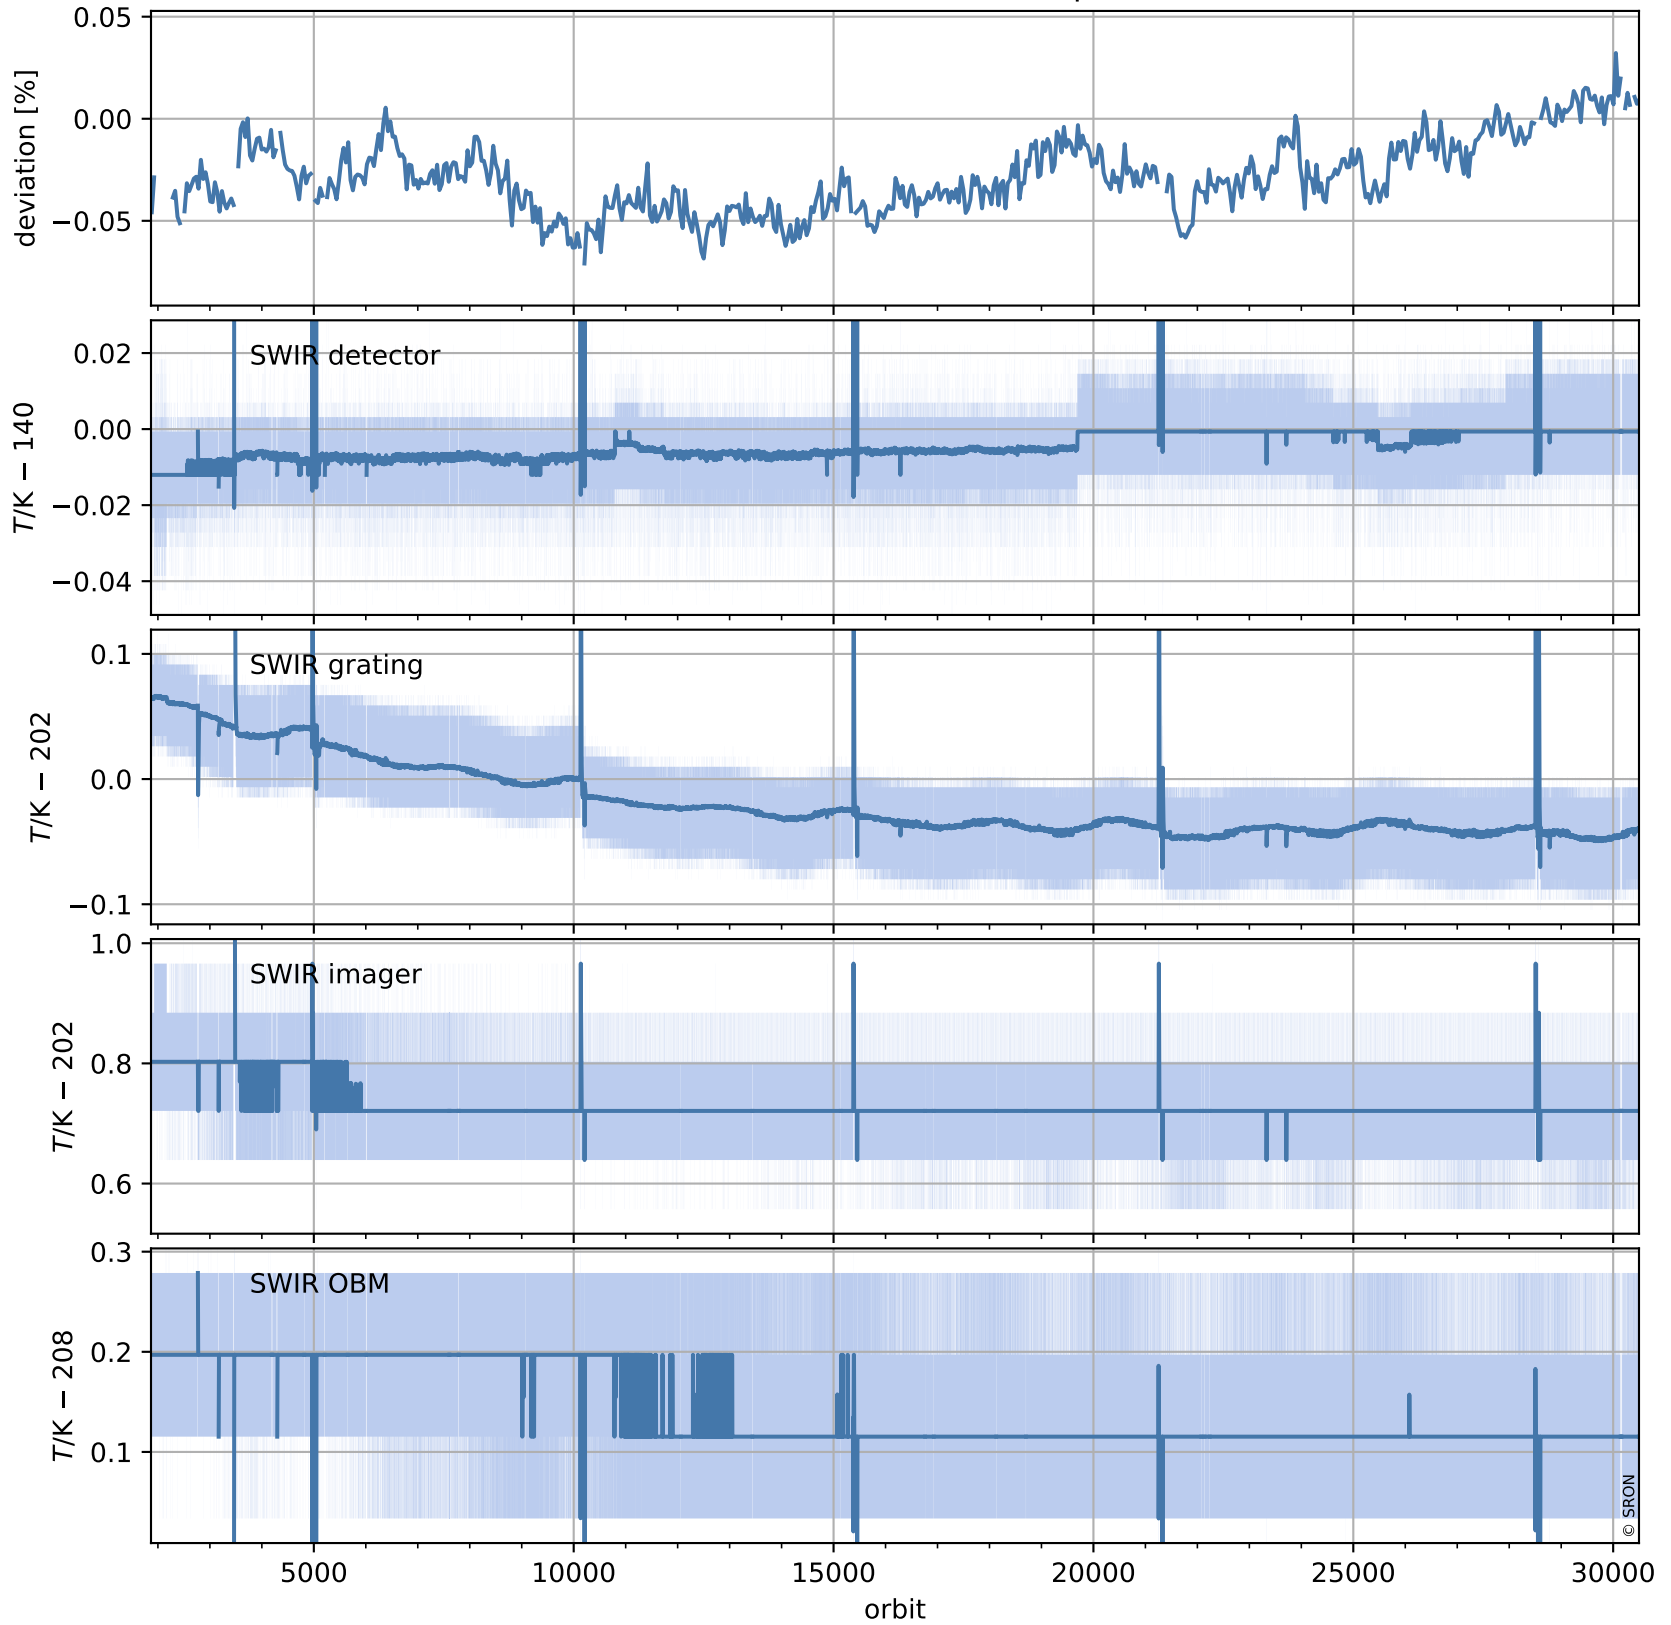 0.05
0.00
−0.05
deviation [%]
SWIR detector
0.02
0.00
−0.02
−0.04
T/K − 140
SWIR grating
0.1
0.0
−0.1
T/K − 202
SWIR imager
1.0
0.8
0.6
T/K − 202
SWIR OBM
0.3
0.2
0.1
T/K − 208
© SRON
5000 10000 15000 20000 25000 30000
orbit